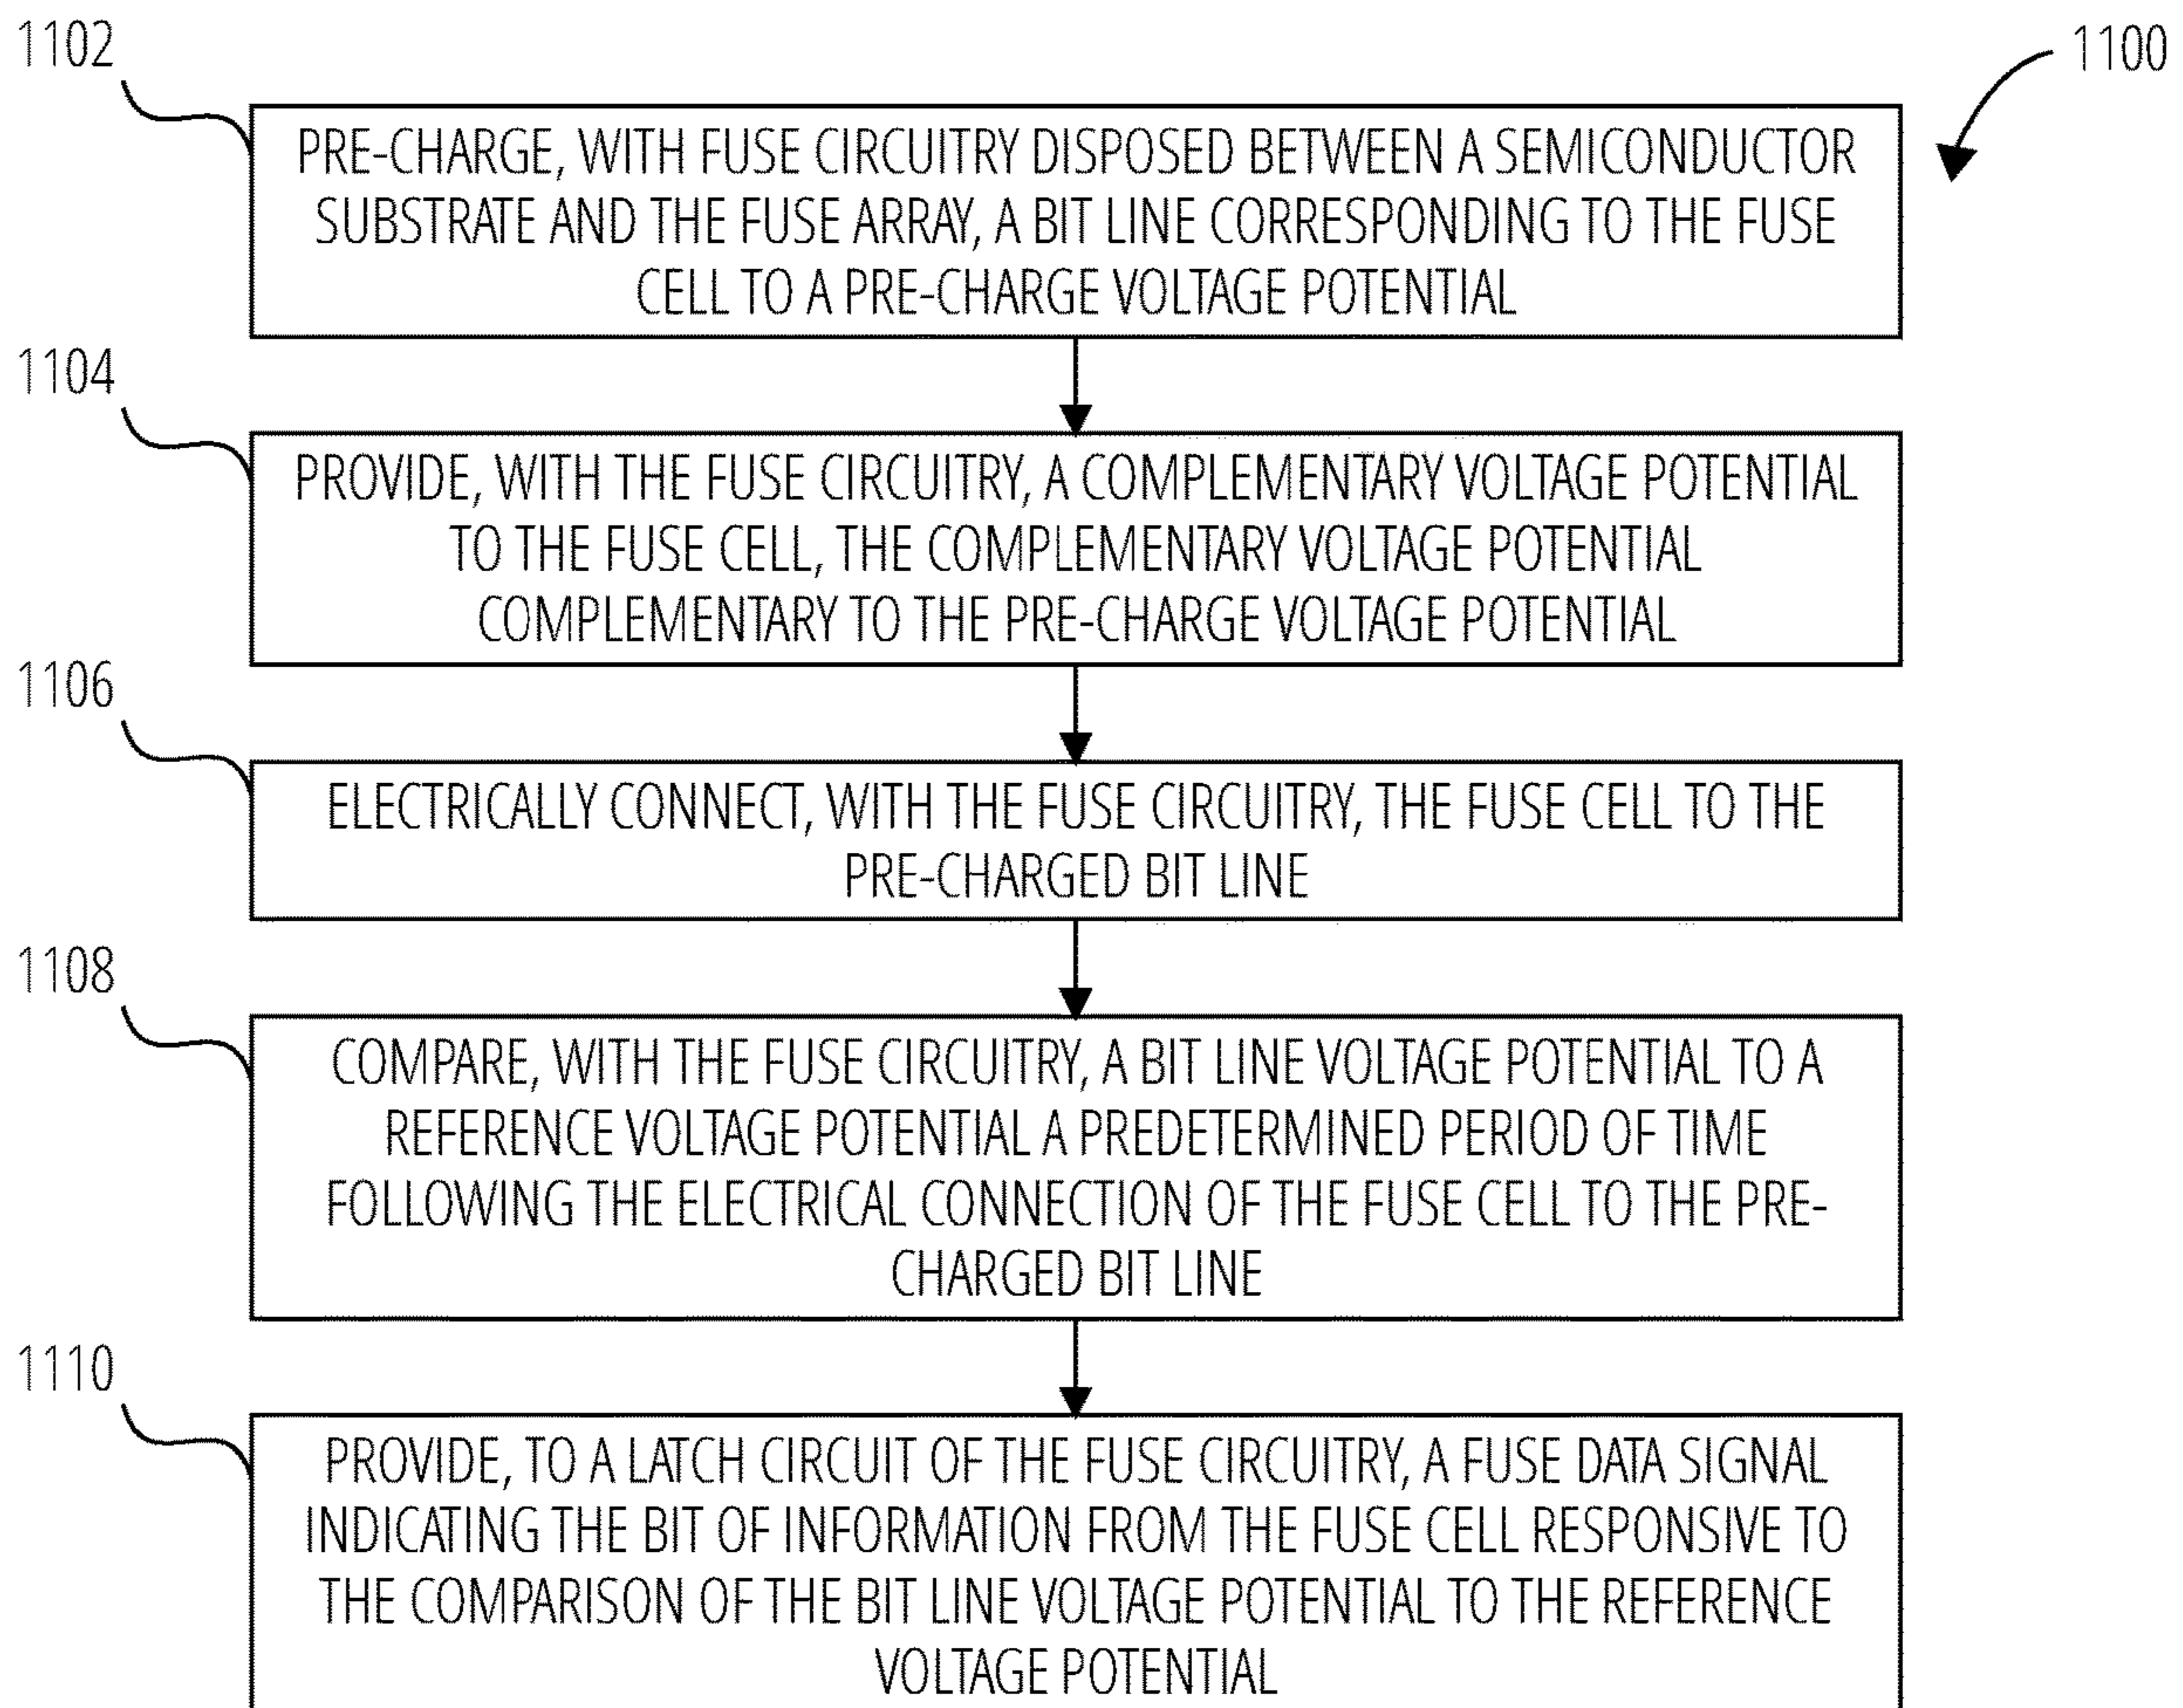 1102
1100
PRE-CHARGE, WITH FUSE CIRCUITRY DISPOSED BETWEEN A SEMICONDUCTOR
SUBSTRATE AND THE FUSE ARRAY, A BIT LINE CORRESPONDING TO THE FUSE
CELL TO A PRE-CHARGE VOLTAGE POTENTIAL
1104
PROVIDE, WITH THE FUSE CIRCUITRY, A COMPLEMENTARY VOLTAGE POTENTIAL
TO THE FUSE CELL, THE COMPLEMENTARY VOLTAGE POTENTIAL
COMPLEMENTARY TO THE PRE-CHARGE VOLTAGE POTENTIAL
1106
ELECTRICALLY CONNECT, WITH THE FUSE CIRCUITRY, THE FUSE CELL TO THE
PRE-CHARGED BIT LINE
1108
COMPARE, WITH THE FUSE CIRCUITRY, A BIT LINE VOLTAGE POTENTIAL TO A
REFERENCE VOLTAGE POTENTIAL A PREDETERMINED PERIOD OF TIME
FOLLOWING THE ELECTRICAL CONNECTION OF THE FUSE CELL TO THE PRE-
CHARGED BIT LINE
1110
PROVIDE, TO A LATCH CIRCUIT OF THE FUSE CIRCUITRY, A FUSE DATA SIGNAL
INDICATING THE BIT OF INFORMATION FROM THE FUSE CELL RESPONSIVE TO
THE COMPARISON OF THE BIT LINE VOLTAGE POTENTIAL TO THE REFERENCE
VOLTAGE POTENTIAL